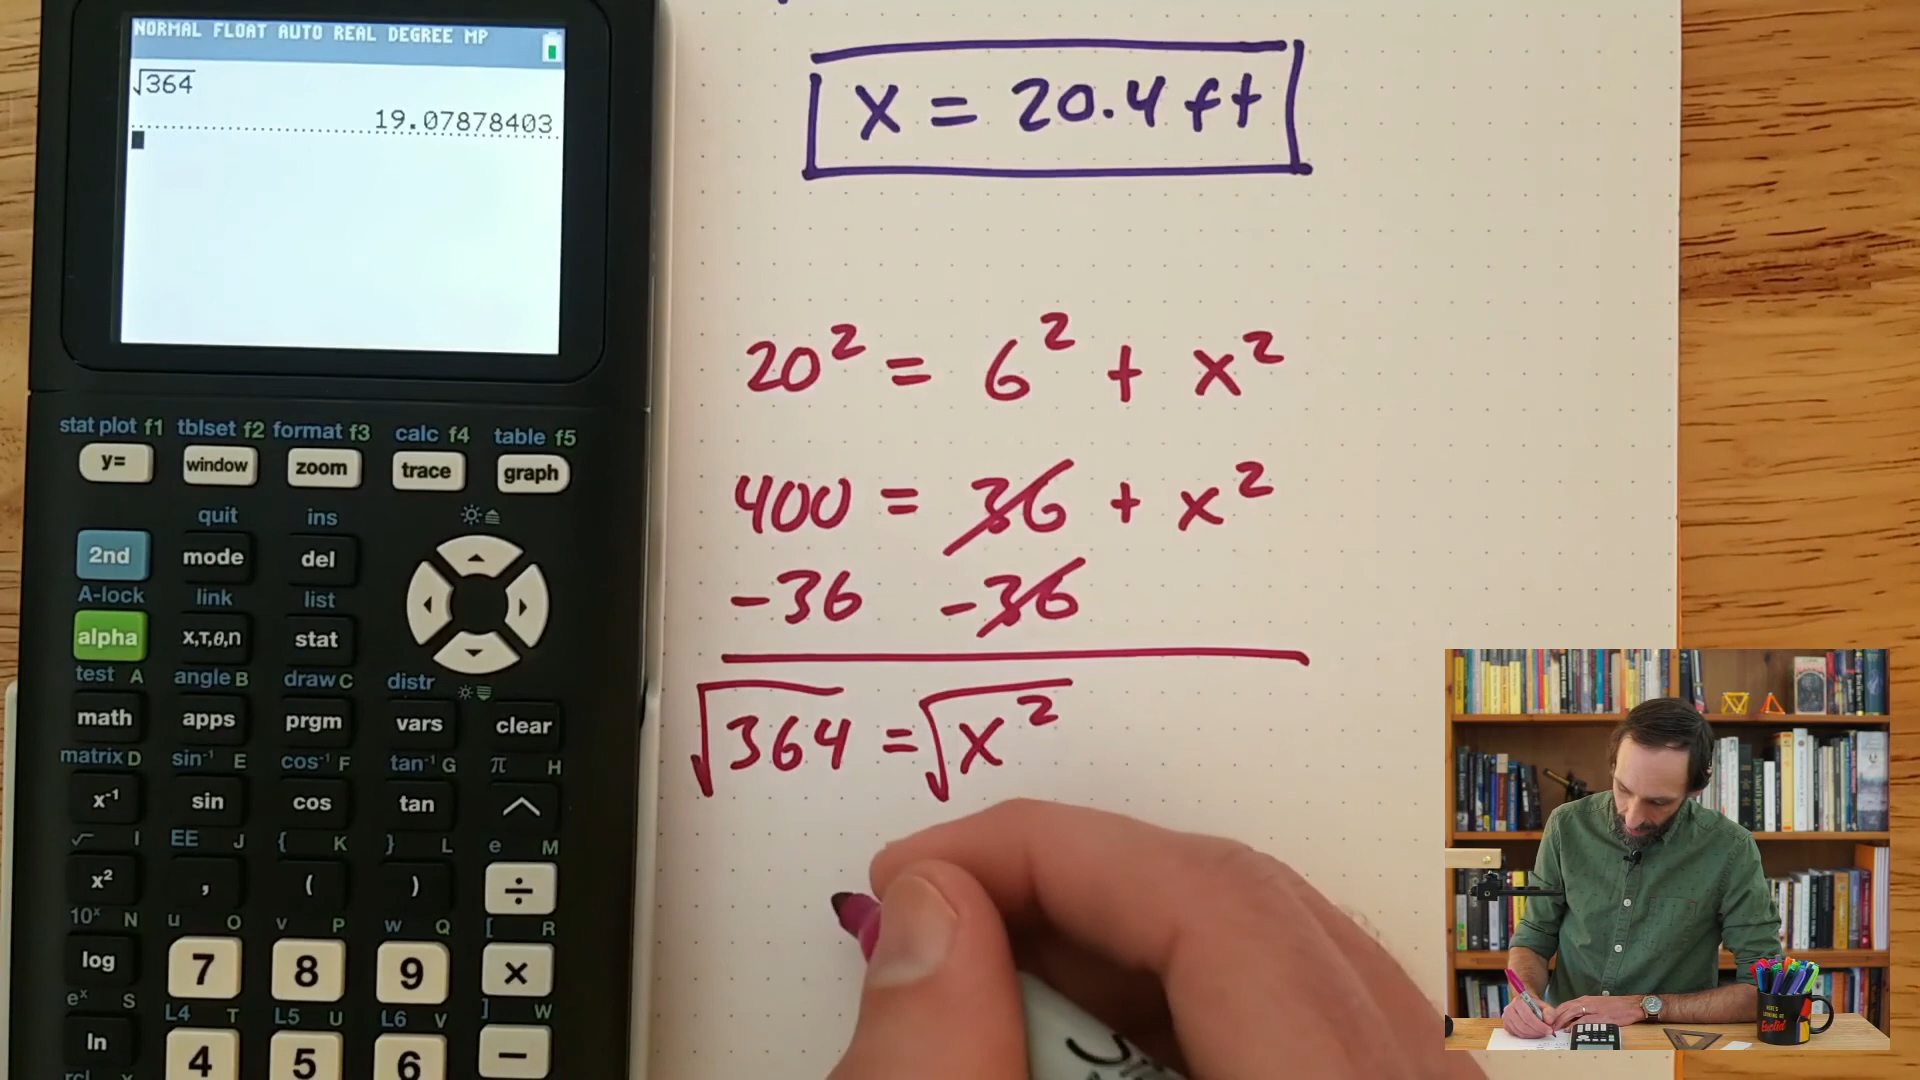 NORMAL FLOAT AUTO REAL DEGREE MP
√364
19.07878403
x = 20.4 ft
20² = 6² + x²
400 = 36 + x²
-36 -36
√364 = √x²
stat plot f1 tblset f2 format f3 calc f4 table f5
y= window zoom trace graph
quit ins
2nd mode del
A-lock link list
alpha X,T,θ,n stat
test A angle B draw C distr
math apps prgm vars clear
matrix D sin⁻¹ E cos⁻¹ F tan⁻¹ G π H
x⁻¹ sin cos tan ^
√ I EE J { K } L e M
x² , ( ) ÷
10ˣ N u O v P w Q [ R
log 7 8 9 ×
eˣ S L4 T L5 U L6 V ] W
ln 4 5 6 −
rcl X
Euclid